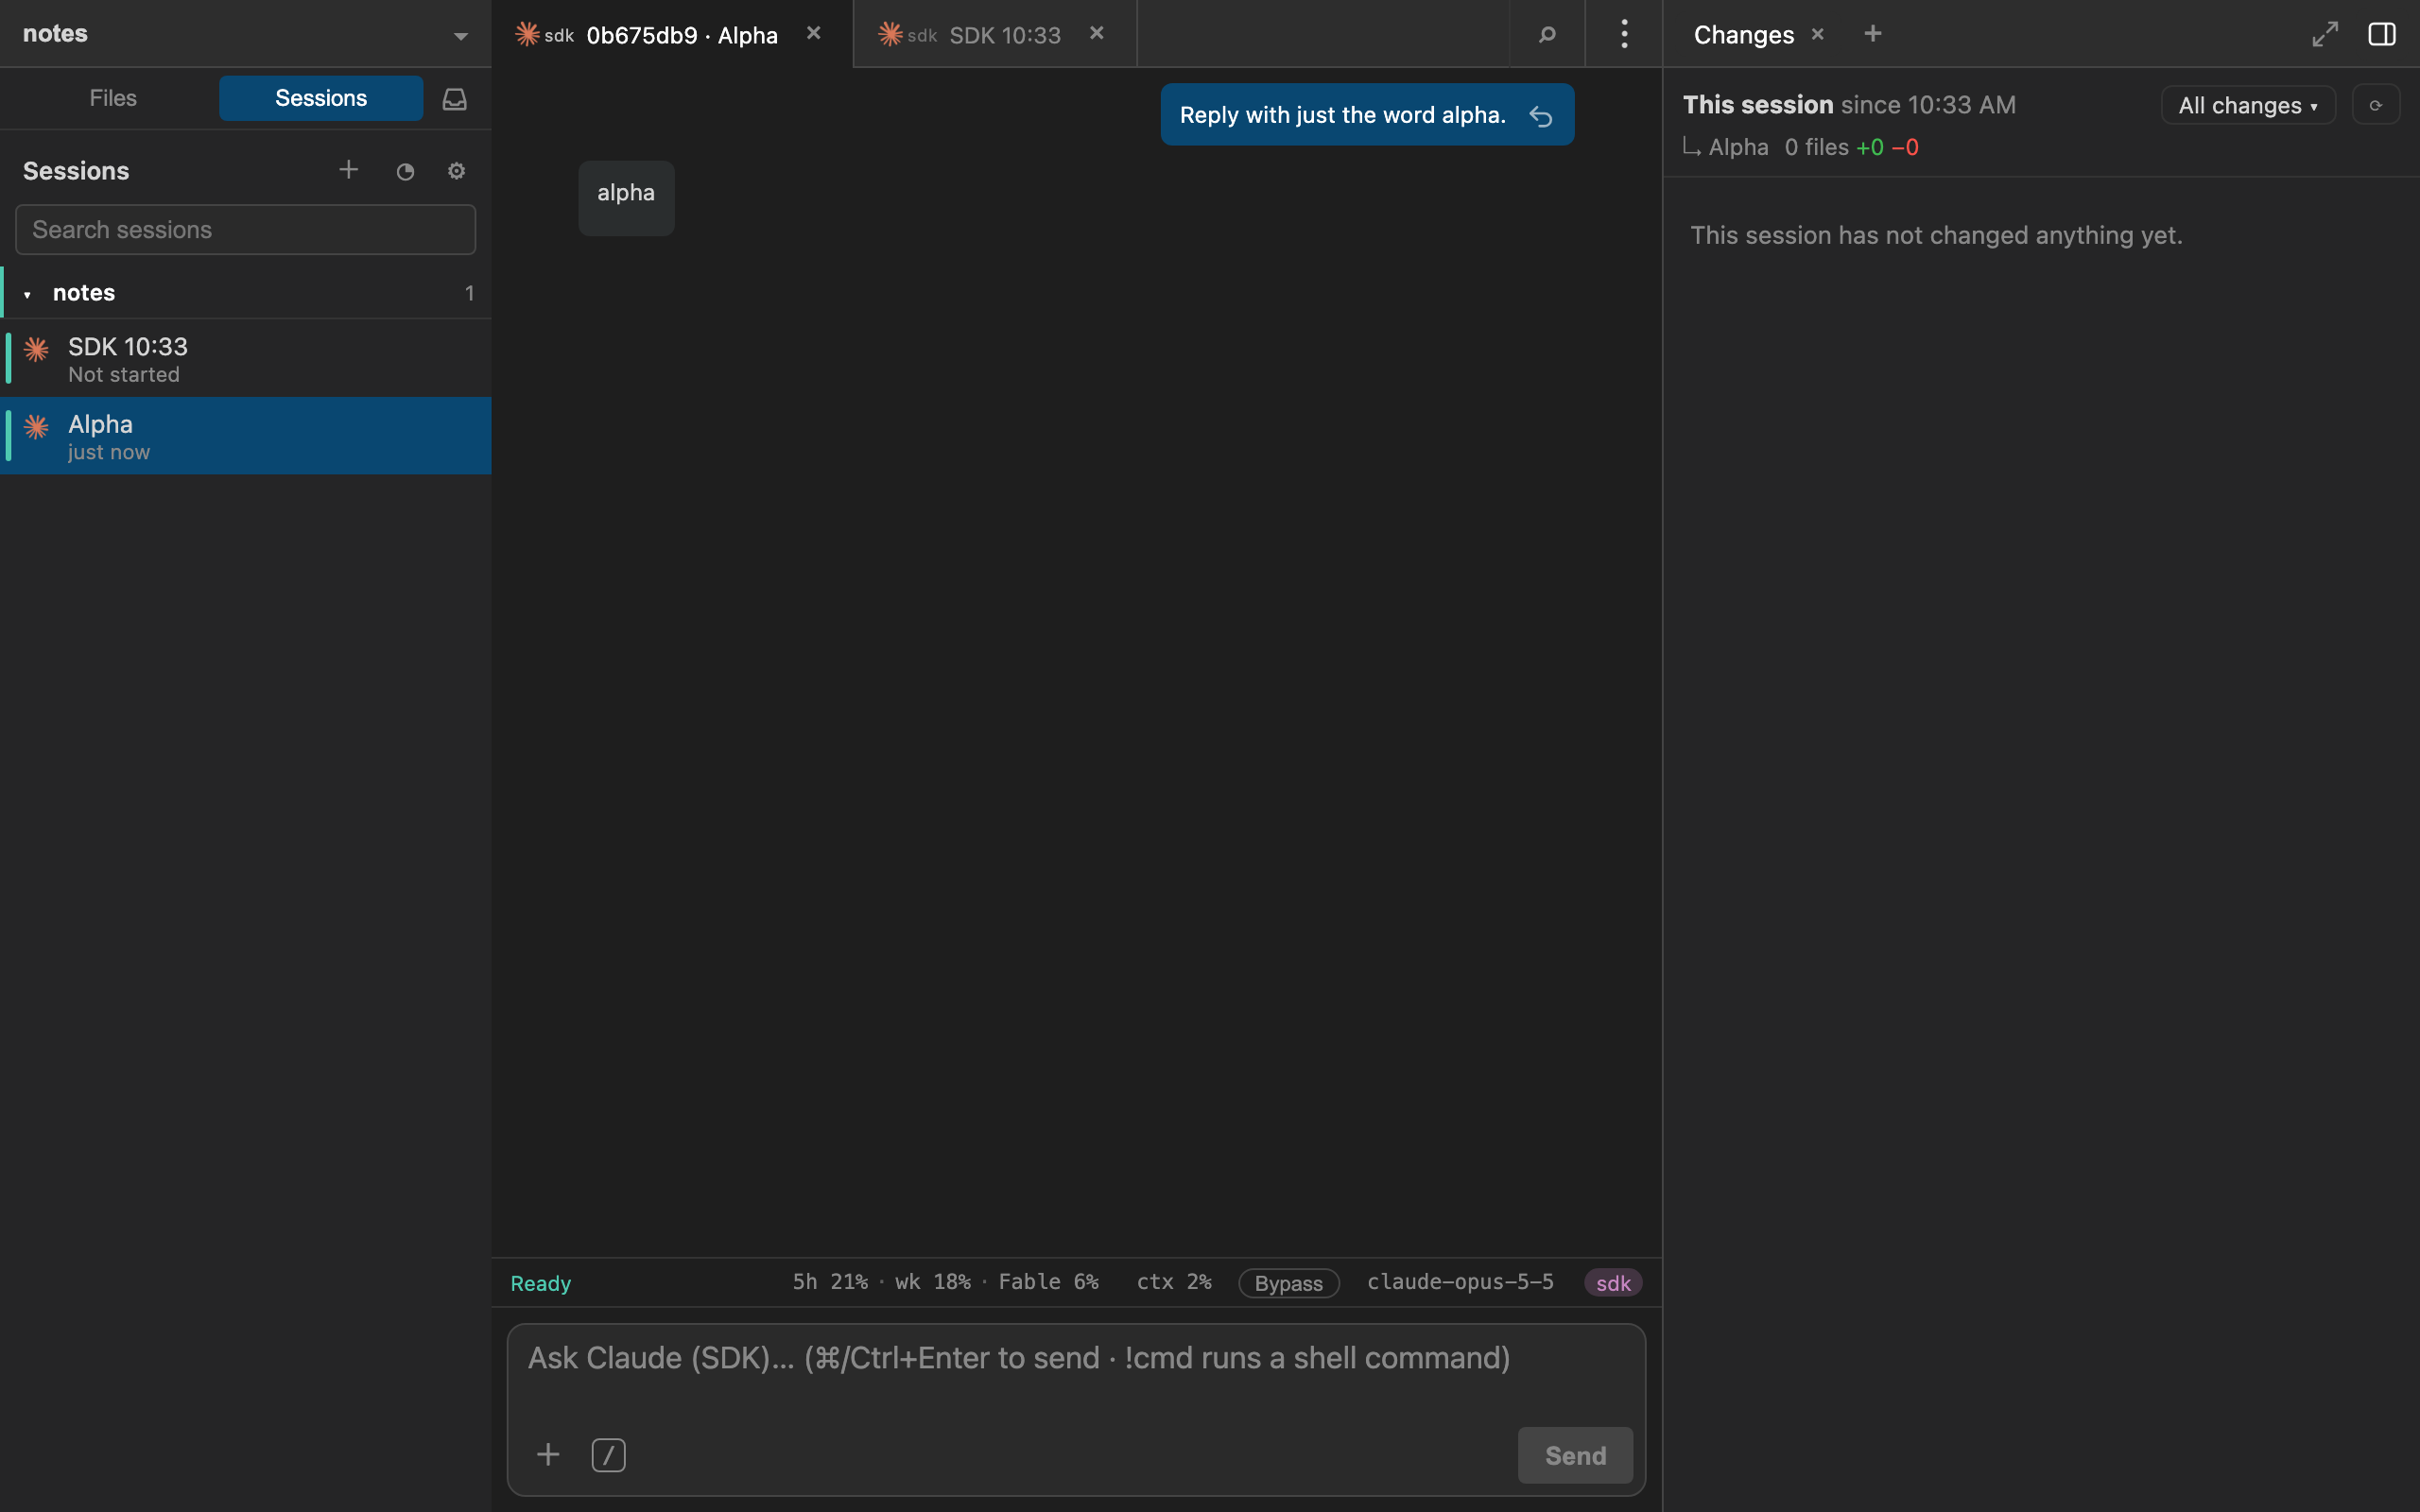 notes
Files
Sessions
Sessions
Search sessions
notes 1
SDK 10:33
Not started
Alpha
just now
sdk 0b675db9 · Alpha
sdk SDK 10:33
Reply with just the word alpha.
alpha
Ready
5h 21% · wk 18% · Fable 6% ctx 2% Bypass claude-opus-5-5 sdk
Ask Claude (SDK)... (⌘/Ctrl+Enter to send · !cmd runs a shell command)
/
Send
Changes
This session since 10:33 AM
All changes
Alpha 0 files +0 −0
This session has not changed anything yet.